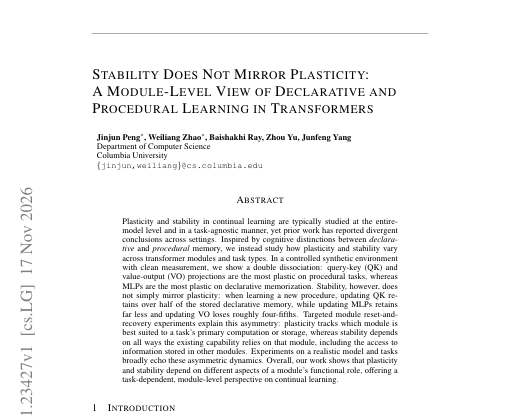 STABILITY DOES NOT MIRROR PLASTICITY:
A MODULE-LEVEL VIEW OF DECLARATIVE AND
PROCEDURAL LEARNING IN TRANSFORMERS
Jinjun Peng*, Weiliang Zhao*, Baishakhi Ray, Zhou Yu, Junfeng Yang
Department of Computer Science
Columbia University
{jinjun,weiliang}@cs.columbia.edu
ABSTRACT
Plasticity and stability in continual learning are typically studied at the entire-
model level and in a task-agnostic manner, yet prior work has reported divergent
conclusions across settings. Inspired by cognitive distinctions between declara-
tive and procedural memory, we instead study how plasticity and stability vary
across transformer modules and task types. In a controlled synthetic environment
with clean measurement, we show a double dissociation: query-key (QK) and
value-output (VO) projections are the most plastic on procedural tasks, whereas
MLPs are the most plastic on declarative memorization. Stability, however, does
not simply mirror plasticity: when learning a new procedure, updating QK re-
tains over half of the stored declarative memory, while updating MLPs retains
far less and updating VO loses roughly four-fifths. Targeted module reset-
and-recovery experiments explain this asymmetry: plasticity tracks which module is
best suited to a task's primary computation or storage, whereas stability depends
on all ways the existing capability relies on that module, including the access to
information stored in other modules. Experiments on a realistic model and tasks
broadly echo these asymmetric dynamics. Overall, our work shows that plasticity
and stability depend on different aspects of a module's functional role, offering a
task-dependent, module-level perspective on continual learning.
1 INTRODUCTION
1.23427v1 [cs.LG] 17 Nov 2026